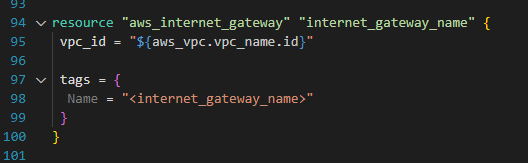 93
94 resource "aws_internet_gateway" "internet_gateway_name" {
95 vpc_id = "${aws_vpc.vpc_name.id}"
96
97 tags = {
98 Name = "<internet_gateway_name>"
99 }
100 }
101